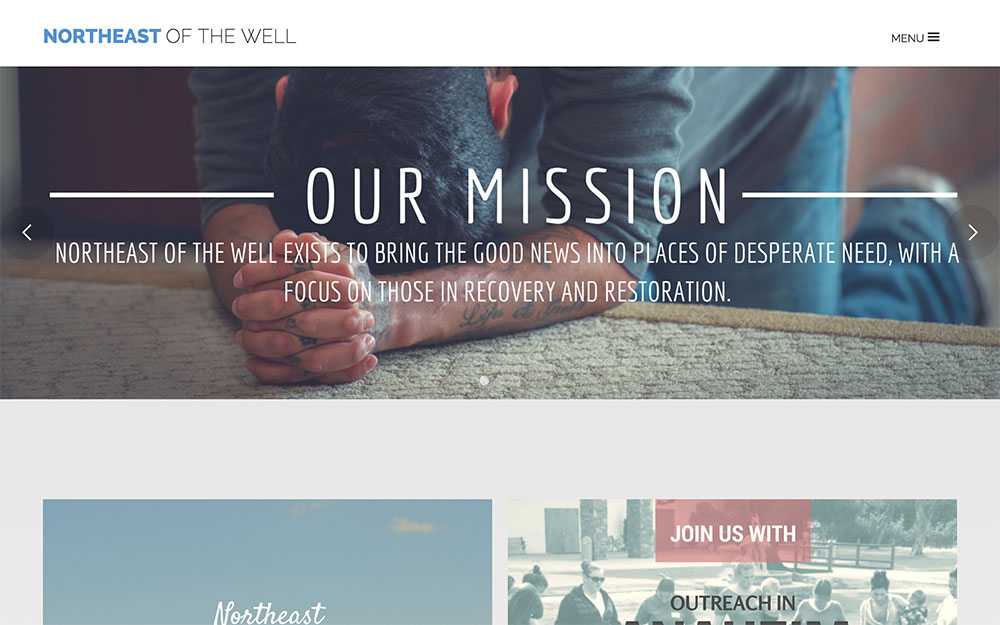 NORTHEAST OF THE WELL
MENU
OUR MISSION
NORTHEAST OF THE WELL EXISTS TO BRING THE GOOD NEWS INTO PLACES OF DESPERATE NEED, WITH A
FOCUS ON THOSE IN RECOVERY AND RESTORATION.
Northeast
JOIN US WITH
OUTREACH IN